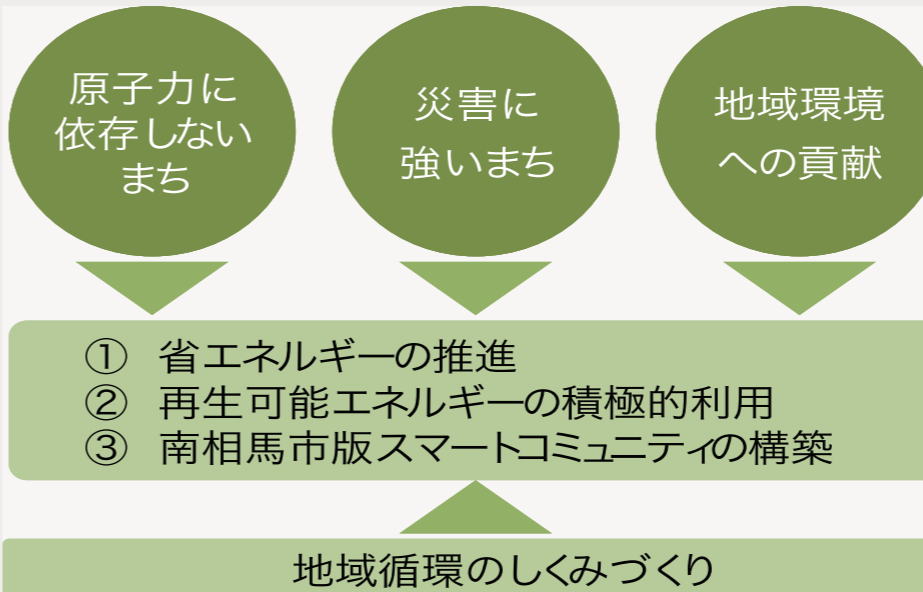 原子力に
依存しない
まち
災害に
強いまち
地域環境
への貢献
① 省エネルギーの推進
② 再生可能エネルギーの積極的利用
③ 南相馬市版スマートコミュニティの構築
地域循環のしくみづくり